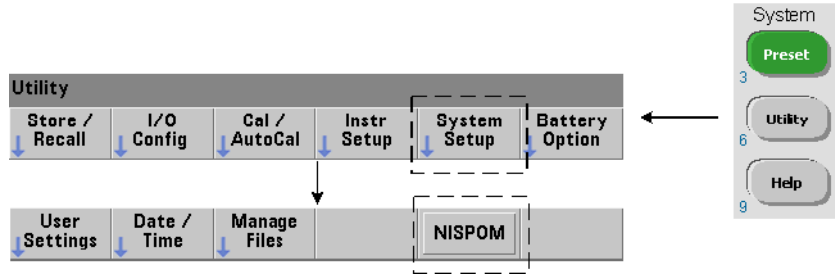 System
Preset
3
Utility
Store / Recall
I/O Config
Cal / AutoCal
Instr Setup
System Setup
Battery Option
Utility
6
Help
9
User Settings
Date / Time
Manage Files
NISPOM